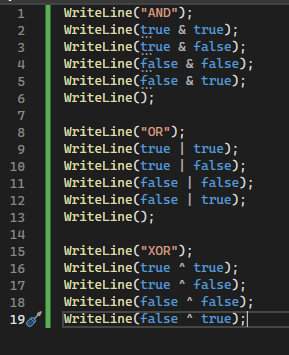 1 WriteLine("AND");
2 WriteLine(true & true);
3 WriteLine(true & false);
4 WriteLine(false & false);
5 WriteLine(false & true);
6 WriteLine();
7
8 WriteLine("OR");
9 WriteLine(true | true);
10 WriteLine(true | false);
11 WriteLine(false | false);
12 WriteLine(false | true);
13 WriteLine();
14
15 WriteLine("XOR");
16 WriteLine(true ^ true);
17 WriteLine(true ^ false);
18 WriteLine(false ^ false);
19 WriteLine(false ^ true);